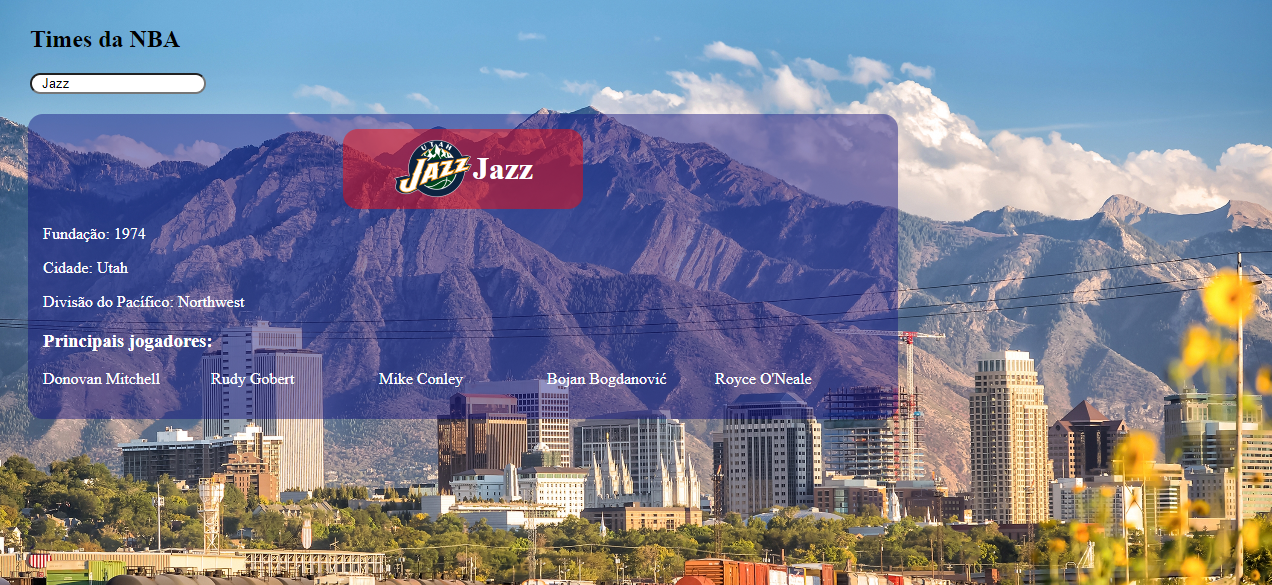 Times da NBA
Jazz
UTAH
JAZZ
Jazz
Fundação: 1974
Cidade: Utah
Divisão do Pacífico: Northwest
Principais jogadores:
Donovan Mitchell Rudy Gobert Mike Conley Bojan Bogdanović Royce O'Neale